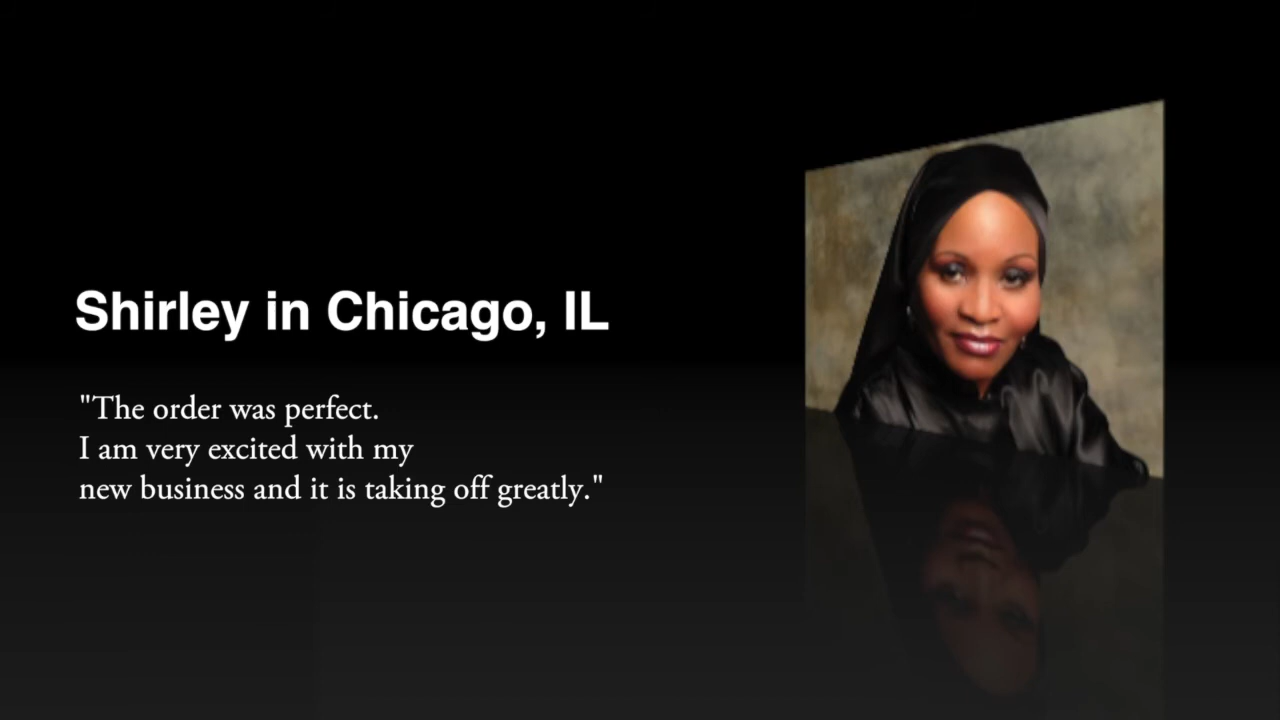 Shirley in Chicago, IL
"The order was perfect.
I am very excited with my
new business and it is taking off greatly."